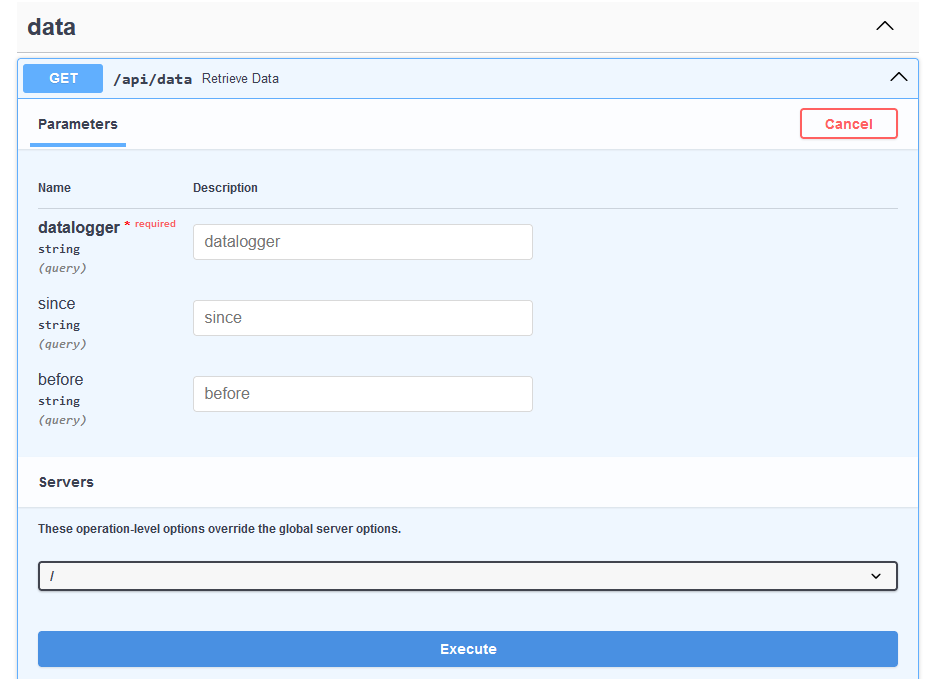 data
GET /api/data Retrieve Data
Parameters Cancel
Name Description
datalogger * required datalogger
string
(query)
since since
string
(query)
before before
string
(query)
Servers
These operation-level options override the global server options.
/
Execute